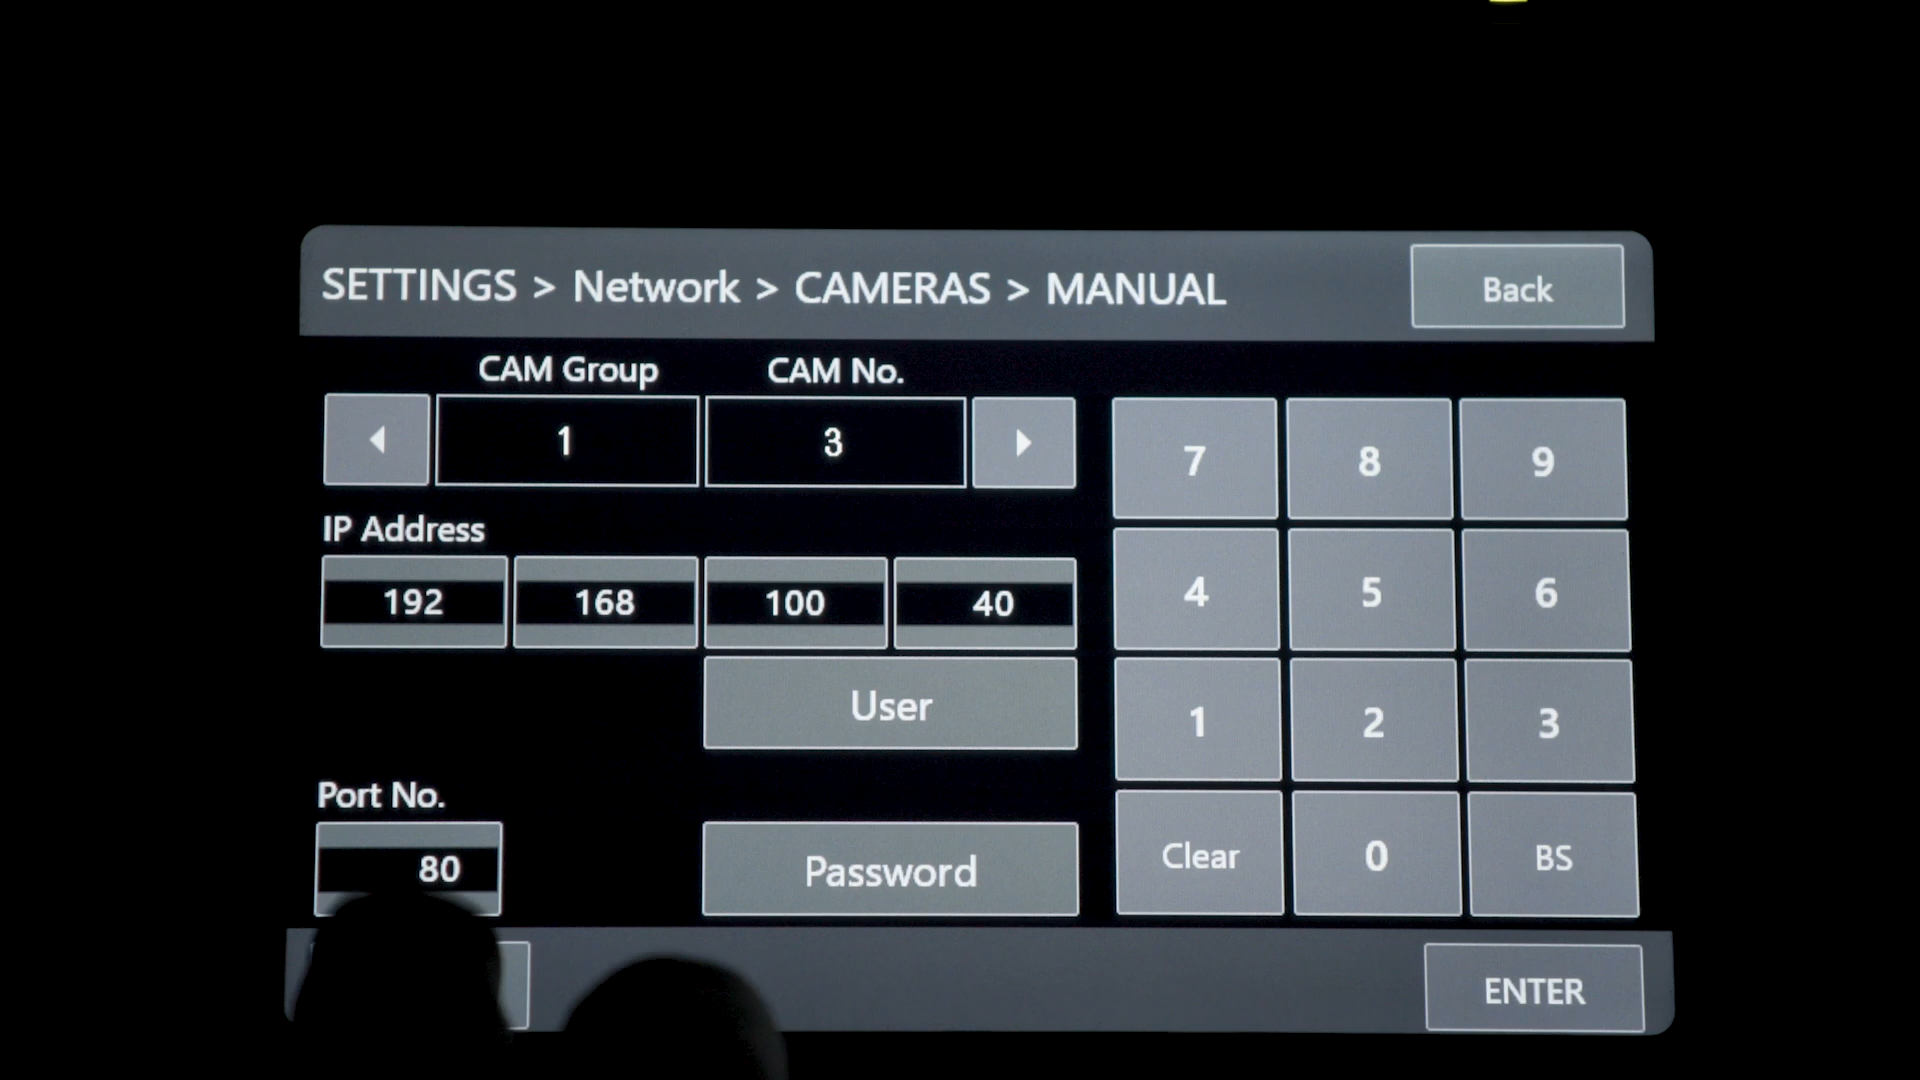 SETTINGS > Network > CAMERAS > MANUAL
Back
CAM Group
CAM No.
1
3
IP Address
192 168 100 40
User
Port No.
80
Password
7 8 9
4 5 6
1 2 3
Clear 0 BS
ENTER